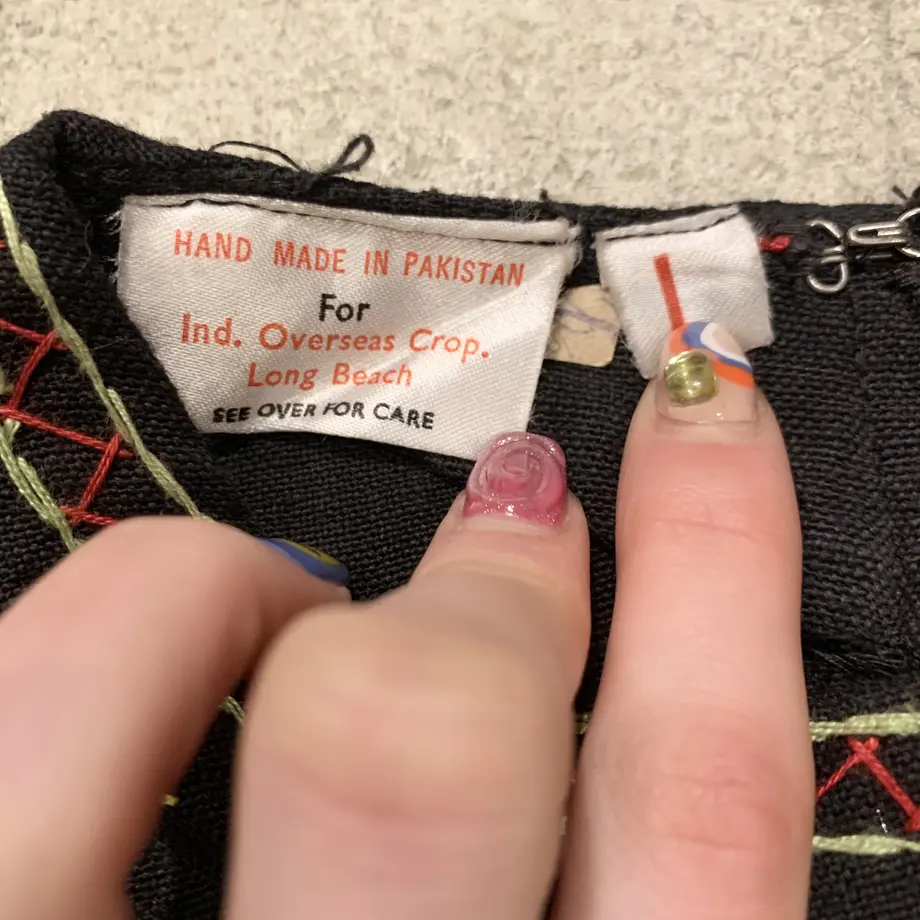 HAND MADE IN PAKISTAN
For
Ind. Overseas Crop.
Long Beach
SEE OVER FOR CARE